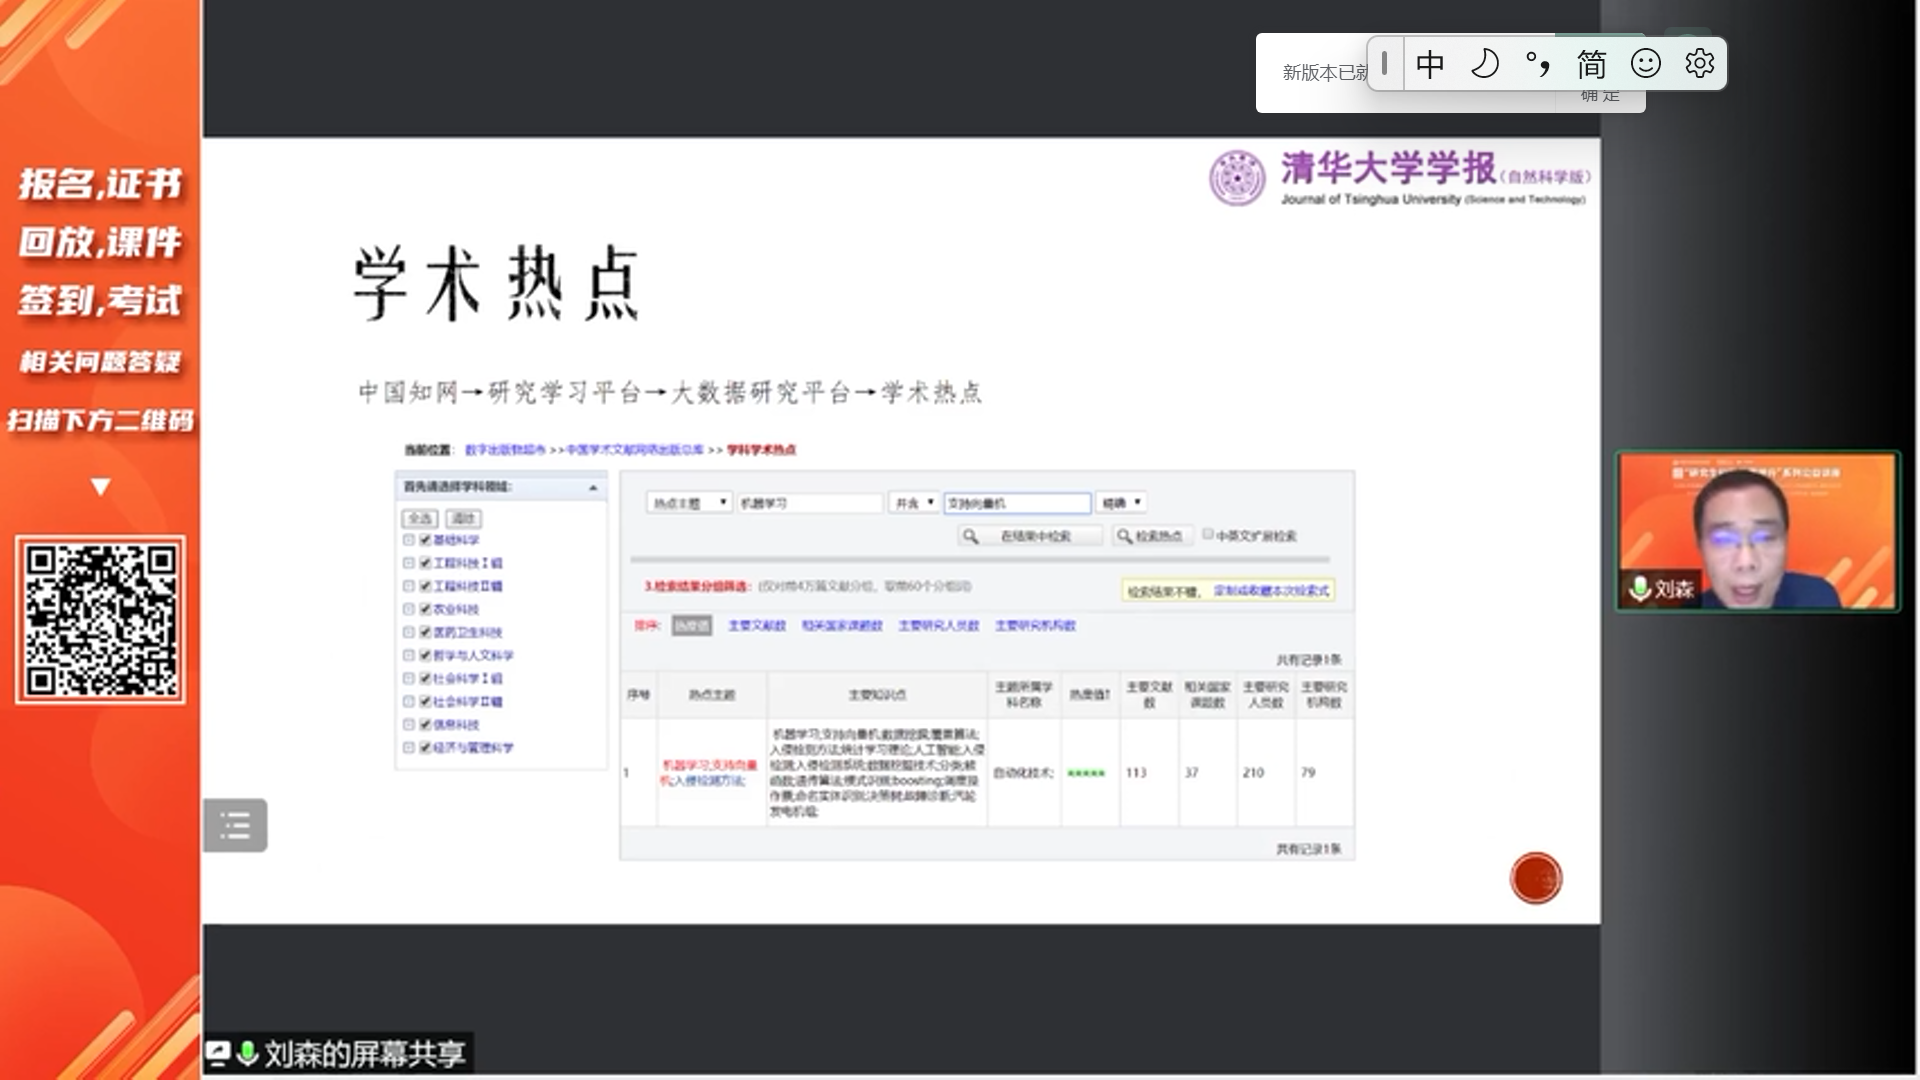 新版本已就
中
简
确定
报名,证书
回放,课件
签到,考试
相关问题答疑
扫描下方二维码
清华大学学报(自然科学版)
Journal of Tsinghua University (Science and Technology)
学术热点
中国知网→研究学习平台→大数据研究平台→学术热点
当前位置: 数字出版物超市 >>中国学术文献网络出版总库 >> 学科学术热点
首先请选择学科领域:
全选 清除
基础科学
工程科技Ⅰ辑
工程科技Ⅱ辑
农业科技
医药卫生科技
哲学与人文科学
社会科学Ⅰ辑
社会科学Ⅱ辑
信息科技
经济与管理科学
热点主题 机器学习 并含 支持向量机 精确
在结果中检索 检索热点 中英文扩展检索
3.检索结果分组筛选: (仅对前4万篇文献分组，取前60个分组词)
检索结果不错， 定制或收藏本次检索式
排序: 热度值 主要文献数 相关国家课题数 主要研究人员数 主要研究机构数
共有记录1条
序号 热点主题 主要知识点 主题所属学科名称 热度值↑ 主要文献数 相关国家课题数 主要研究人员数 主要研究机构数
1 机器学习;支持向量机;入侵检测方法; 机器学习;支持向量机;数据挖掘;覆盖算法;入侵检测方法;统计学习理论;人工智能;入侵检测;入侵检测系统;数据挖掘技术;分类;核函数;遗传算法;模式识别;boosting;
命名实体识别;决策树;故障诊断;汽轮发电机组; 自动化技术; ★★★★★ 113 37 210 79
共有记录1条
刘森
刘森的屏幕共享